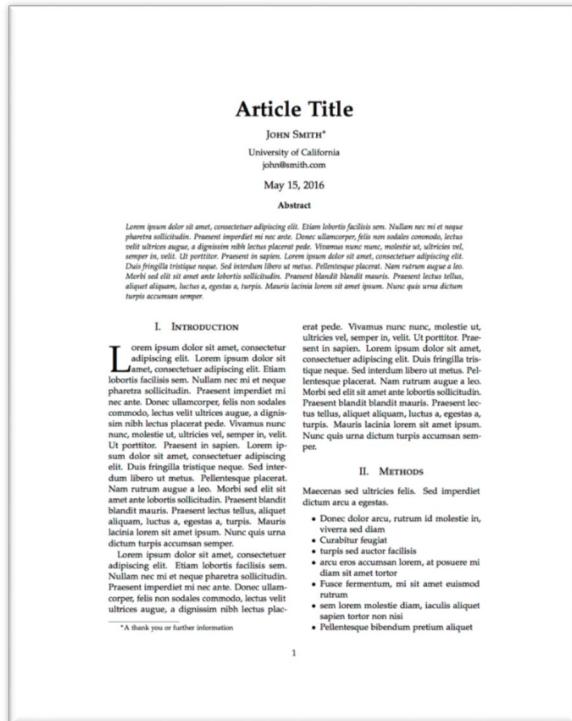 Article Title
JOHN SMITH*
University of California
john@smith.com
May 15, 2016
Abstract
Lorem ipsum dolor sit amet, consectetuer adipiscing elit. Etiam lobortis facilisis sem. Nullam nec mi et neque
pharetra sollicitudin. Praesent imperdiet mi nec ante. Donec ullamcorper, felis non sodales commodo, lectus
velit ultrices augue, a dignissim nibh lectus placerat pede. Vivamus nunc nunc, molestie ut, ultricies vel,
semper in, velit. Ut porttitor. Praesent in sapien. Lorem ipsum dolor sit amet, consectetuer adipiscing elit.
Duis fringilla tristique neque. Sed interdum libero ut metus. Pellentesque placerat. Nam rutrum augue a leo.
Morbi sed elit sit amet ante lobortis sollicitudin. Praesent blandit blandit mauris. Praesent lectus tellus,
aliquet aliquam, luctus a, egestas a, turpis. Mauris lacinia lorem sit amet ipsum. Nunc quis urna dictum
turpis accumsan semper.
I. INTRODUCTION
Lorem ipsum dolor sit amet, consectetur
adipiscing elit. Lorem ipsum dolor sit
amet, consectetuer adipiscing elit. Etiam
lobortis facilisis sem. Nullam nec mi et neque
pharetra sollicitudin. Praesent imperdiet mi
nec ante. Donec ullamcorper, felis non sodales
commodo, lectus velit ultrices augue, a dignis-
sim nibh lectus placerat pede. Vivamus nunc
nunc, molestie ut, ultricies vel, semper in, velit.
Ut porttitor. Praesent in sapien. Lorem ip-
sum dolor sit amet, consectetuer adipiscing
elit. Duis fringilla tristique neque. Sed inter-
dum libero ut metus. Pellentesque placerat.
Nam rutrum augue a leo. Morbi sed elit sit
amet ante lobortis sollicitudin. Praesent blandit
blandit mauris. Praesent lectus tellus, aliquet
aliquam, luctus a, egestas a, turpis. Mauris
lacinia lorem sit amet ipsum. Nunc quis urna
dictum turpis accumsan semper.
Lorem ipsum dolor sit amet, consectetuer
adipiscing elit. Etiam lobortis facilisis sem.
Nullam nec mi et neque pharetra sollicitudin.
Praesent imperdiet mi nec ante. Donec ullam-
corper, felis non sodales commodo, lectus velit
ultrices augue, a dignissim nibh lectus plac-
*A thank you or further information
erat pede. Vivamus nunc nunc, molestie ut,
ultricies vel, semper in, velit. Ut porttitor. Prae-
sent in sapien. Lorem ipsum dolor sit amet,
consectetuer adipiscing elit. Duis fringilla tris-
tique neque. Sed interdum libero ut metus. Pel-
lentesque placerat. Nam rutrum augue a leo.
Morbi sed elit sit amet ante lobortis sollicitudin.
Praesent blandit blandit mauris. Praesent lec-
tus tellus, aliquet aliquam, luctus a, egestas a,
turpis. Mauris lacinia lorem sit amet ipsum.
Nunc quis urna dictum turpis accumsan sem-
per.
II. METHODS
Maecenas sed ultricies felis. Sed imperdiet
dictum arcu a egestas.
• Donec dolor arcu, rutrum id molestie in,
viverra sed diam
• Curabitur feugiat
• turpis sed auctor facilisis
• arcu eros accumsan lorem, at posuere mi
diam sit amet tortor
• Fusce fermentum, mi sit amet euismod
rutrum
• sem lorem molestie diam, iaculis aliquet
sapien tortor non nisi
• Pellentesque bibendum pretium aliquet
1